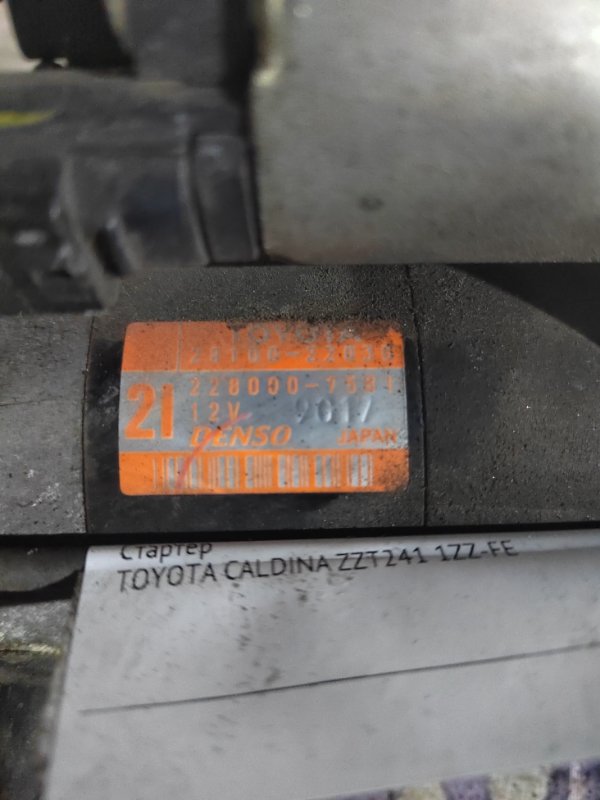 TOYOTA
28100-22030
228000-7581
21
12V 9017
DENSO JAPAN
Стартер
TOYOTA CALDINA ZZT241 1ZZ-FE